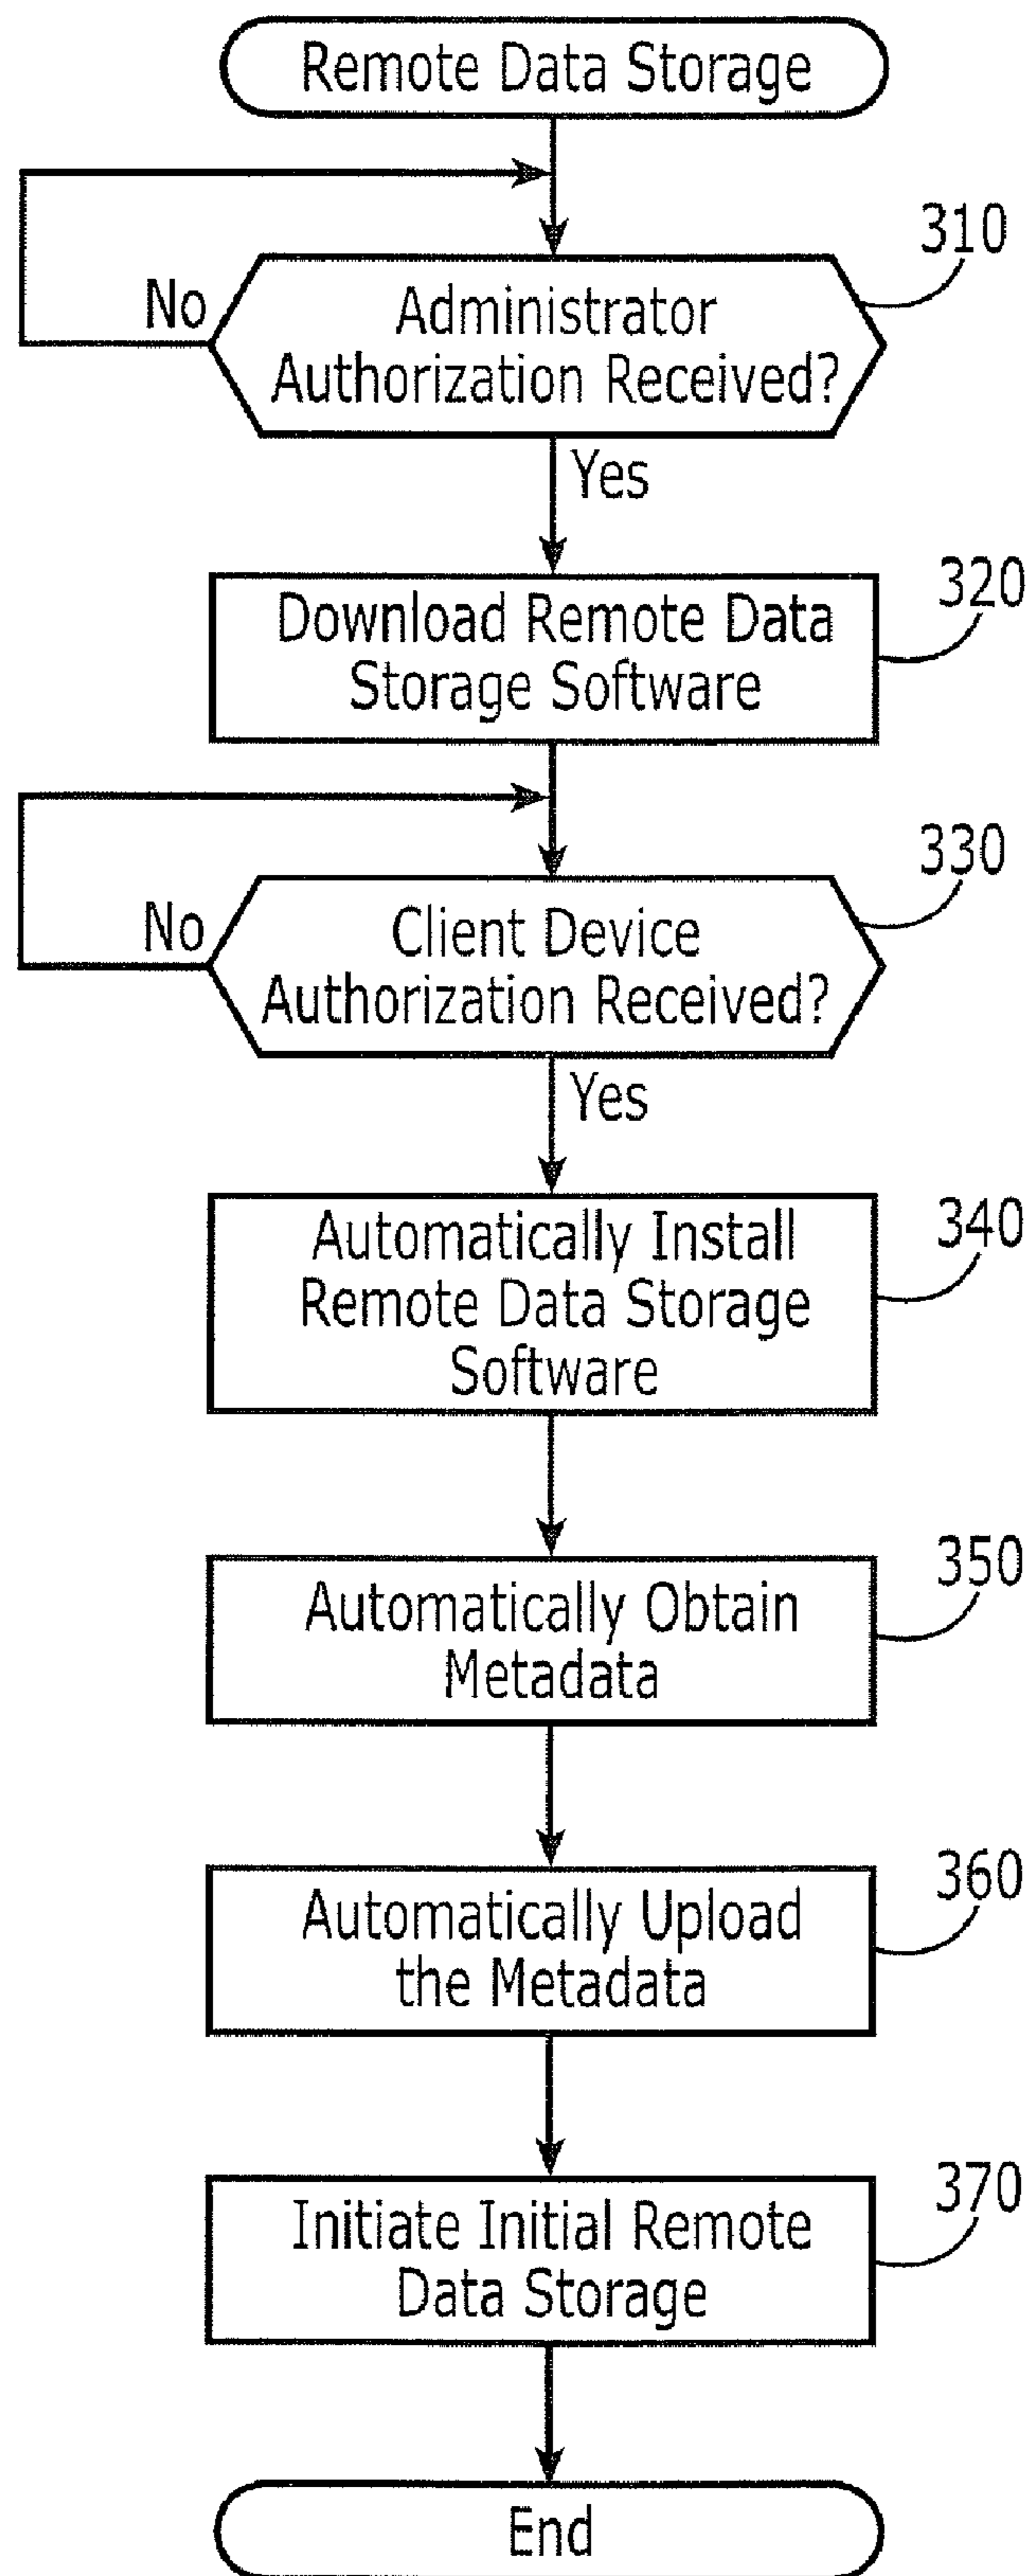 Remote Data Storage
310
No
Administrator
Authorization Received?
Yes
320
Download Remote Data
Storage Software
330
No
Client Device
Authorization Received?
Yes
340
Automatically Install
Remote Data Storage
Software
350
Automatically Obtain
Metadata
360
Automatically Upload
the Metadata
370
Initiate Initial Remote
Data Storage
End